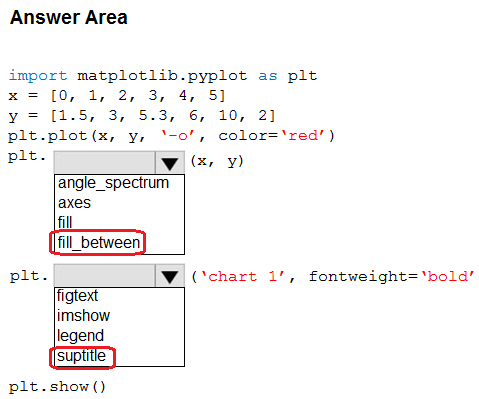 Answer Area
import matplotlib.pyplot as plt
x = [0, 1, 2, 3, 4, 5]
y = [1.5, 3, 5.3, 6, 10, 2]
plt.plot(x, y, ‘-o’, color=‘red’)
plt. (x, y)
angle_spectrum
axes
fill
fill_between
plt. (‘chart 1’, fontweight=‘bold’
figtext
imshow
legend
suptitle
plt.show()